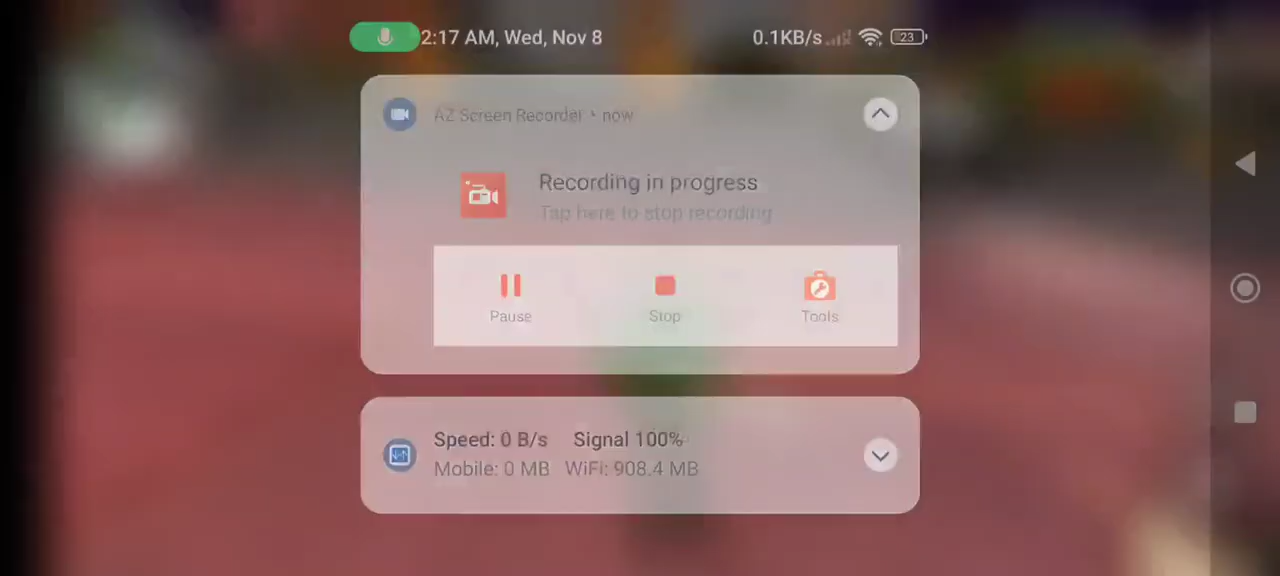 2:17 AM, Wed, Nov 8 0.1KB/s 23
AZ Screen Recorder • now
Recording in progress
Tap here to stop recording
Pause Stop Tools
Speed: 0 B/s Signal 100%
Mobile: 0 MB WiFi: 908.4 MB